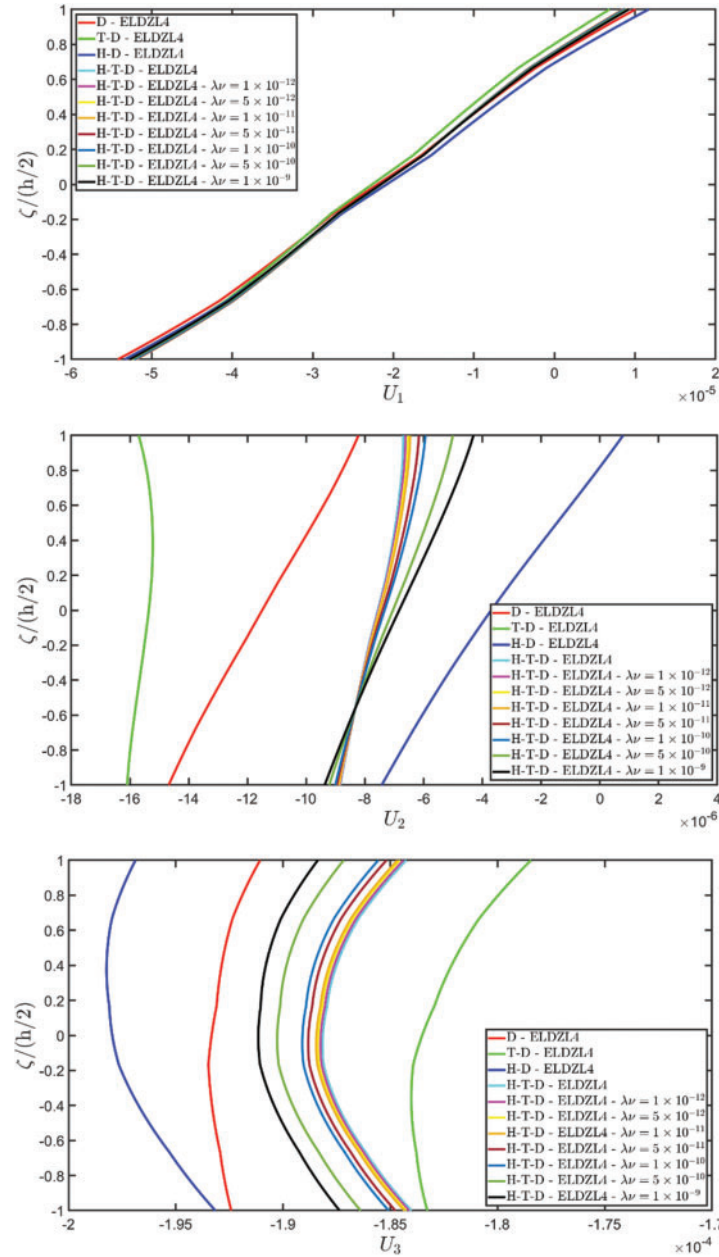 1
0.8
0.6
0.4
0.2
0
-0.2
-0.4
-0.6
-0.8
-1
ζ/(h/2)
D - ELDZL4
T-D - ELDZL4
H-D - ELDZL4
H-T-D - ELDZL4
H-T-D - ELDZL4 - λν = 1 × 10⁻¹²
H-T-D - ELDZL4 - λν = 5 × 10⁻¹²
H-T-D - ELDZL4 - λν = 1 × 10⁻¹¹
H-T-D - ELDZL4 - λν = 5 × 10⁻¹¹
H-T-D - ELDZL4 - λν = 1 × 10⁻¹⁰
H-T-D - ELDZL4 - λν = 5 × 10⁻¹⁰
H-T-D - ELDZL4 - λν = 1 × 10⁻⁹
-6 -5 -4 -3 -2 -1 0 1 2
U₁ ×10⁻⁵
1
0.8
0.6
0.4
0.2
0
-0.2
-0.4
-0.6
-0.8
-1
ζ/(h/2)
D - ELDZL4
T-D - ELDZL4
H-D - ELDZL4
H-T-D - ELDZL4
H-T-D - ELDZL4 - λν = 1 × 10⁻¹²
H-T-D - ELDZL4 - λν = 5 × 10⁻¹²
H-T-D - ELDZL4 - λν = 1 × 10⁻¹¹
H-T-D - ELDZL4 - λν = 5 × 10⁻¹¹
H-T-D - ELDZL4 - λν = 1 × 10⁻¹⁰
H-T-D - ELDZL4 - λν = 5 × 10⁻¹⁰
H-T-D - ELDZL4 - λν = 1 × 10⁻⁹
-18 -16 -14 -12 -10 -8 -6 -4 -2 0 2 4
U₂ ×10⁻⁶
1
0.8
0.6
0.4
0.2
0
-0.2
-0.4
-0.6
-0.8
-1
ζ/(h/2)
D - ELDZL4
T-D - ELDZL4
H-D - ELDZL4
H-T-D - ELDZL4
H-T-D - ELDZL4 - λν = 1 × 10⁻¹²
H-T-D - ELDZL4 - λν = 5 × 10⁻¹²
H-T-D - ELDZL4 - λν = 1 × 10⁻¹¹
H-T-D - ELDZL4 - λν = 5 × 10⁻¹¹
H-T-D - ELDZL4 - λν = 1 × 10⁻¹⁰
H-T-D - ELDZL4 - λν = 5 × 10⁻¹⁰
H-T-D - ELDZL4 - λν = 1 × 10⁻⁹
-2 -1.95 -1.9 -1.85 -1.8 -1.75
U₃ ×10⁻⁴